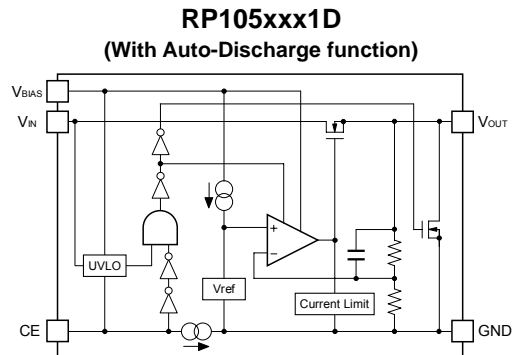 RP105xxx1D
(With Auto-Discharge function)
VBIAS
VIN
VOUT
+
−
UVLO
Vref
Current Limit
CE
GND